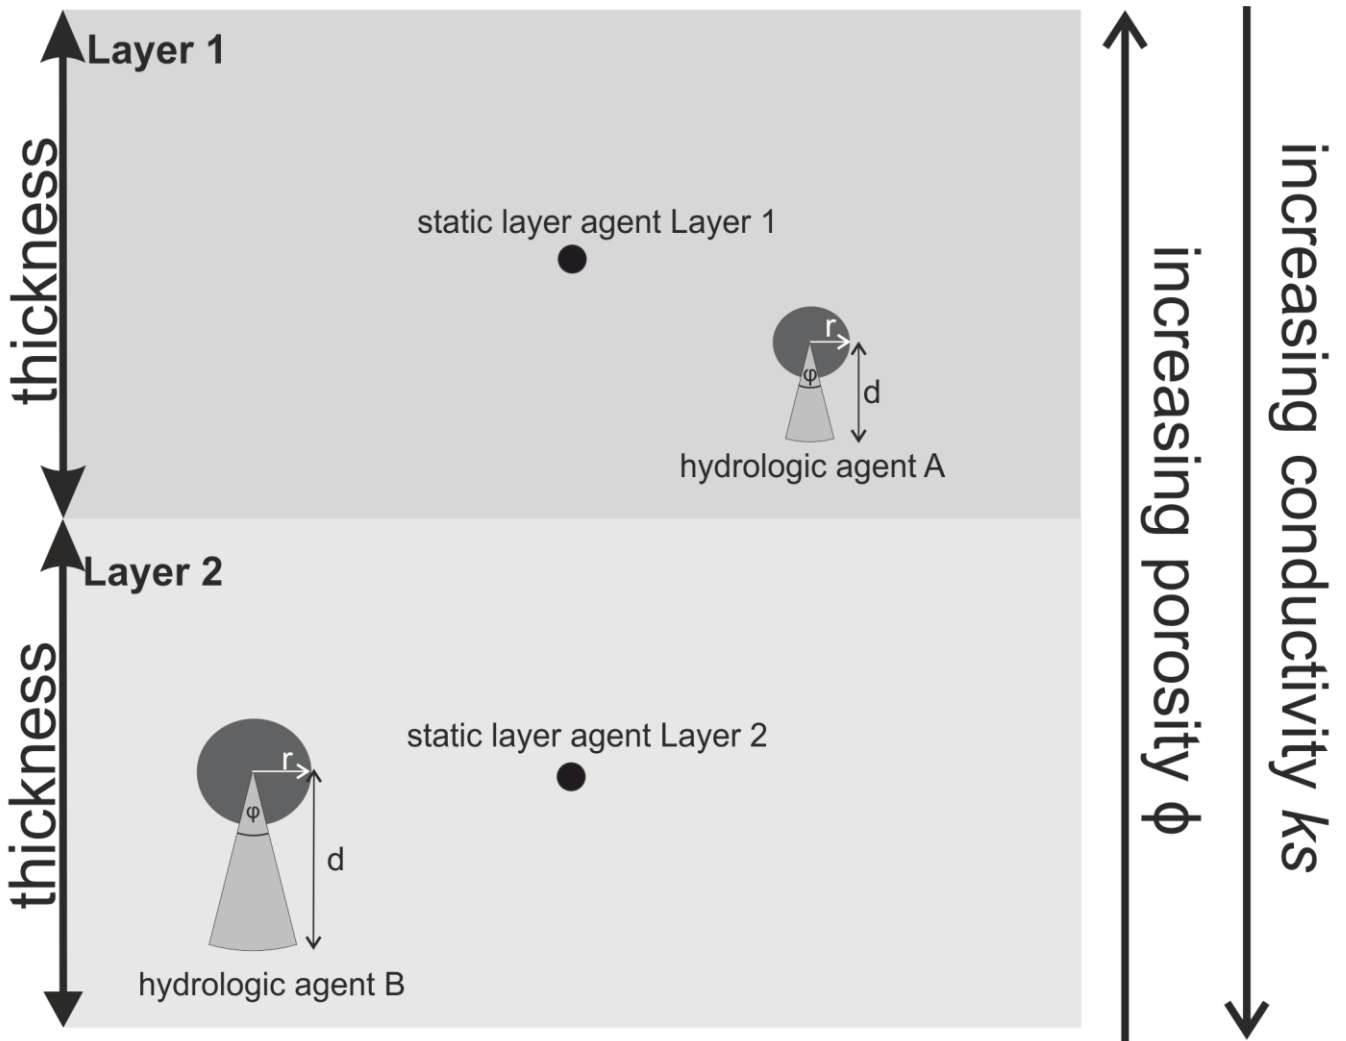 Layer 1
thickness
static layer agent Layer 1
r
φ
d
hydrologic agent A
Layer 2
thickness
static layer agent Layer 2
r
φ
d
hydrologic agent B
increasing porosity ϕ
increasing conductivity ks